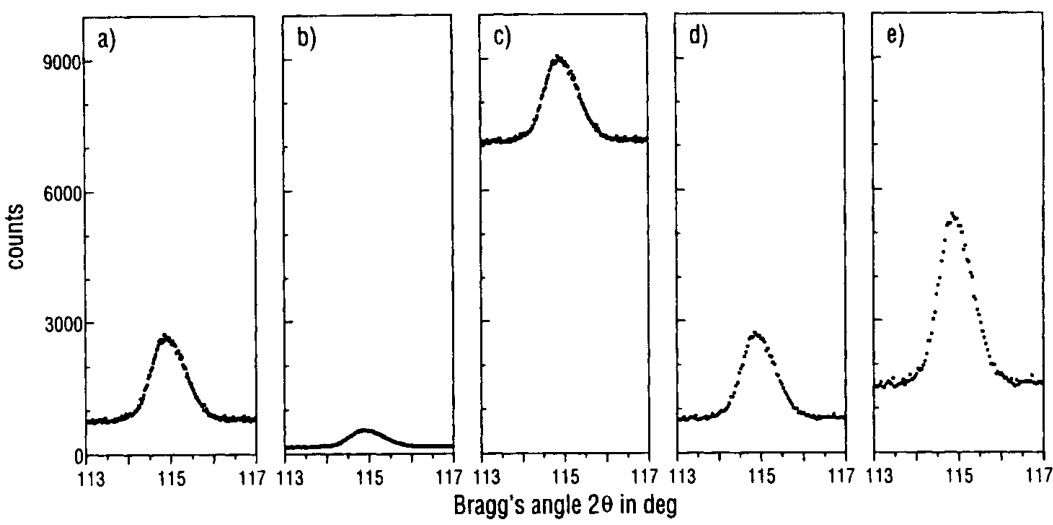 a) b) c) d) e)
9000
6000
3000
0
counts
113 115 117 113 115 117 113 115 117 113 115 117 113 115 117
Bragg's angle 2θ in deg